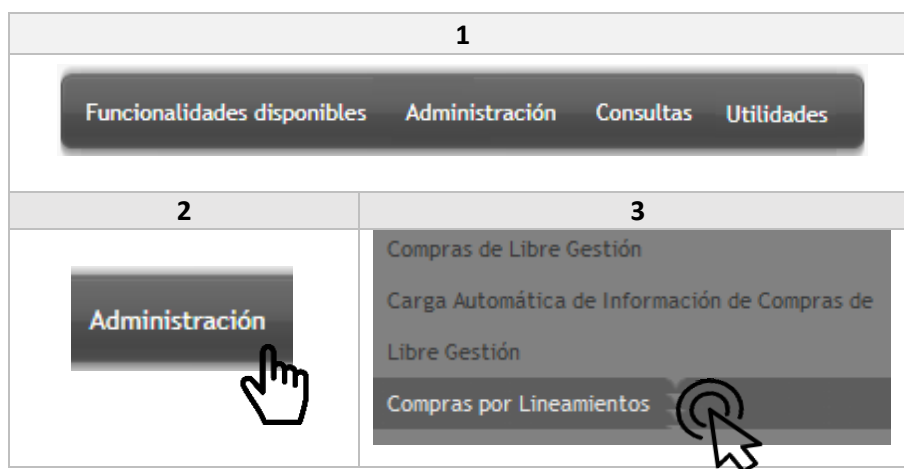 1
Funcionalidades disponibles Administración Consultas Utilidades
2
Administración
3
Compras de Libre Gestión
Carga Automática de Información de Compras de
Libre Gestión
Compras por Lineamientos